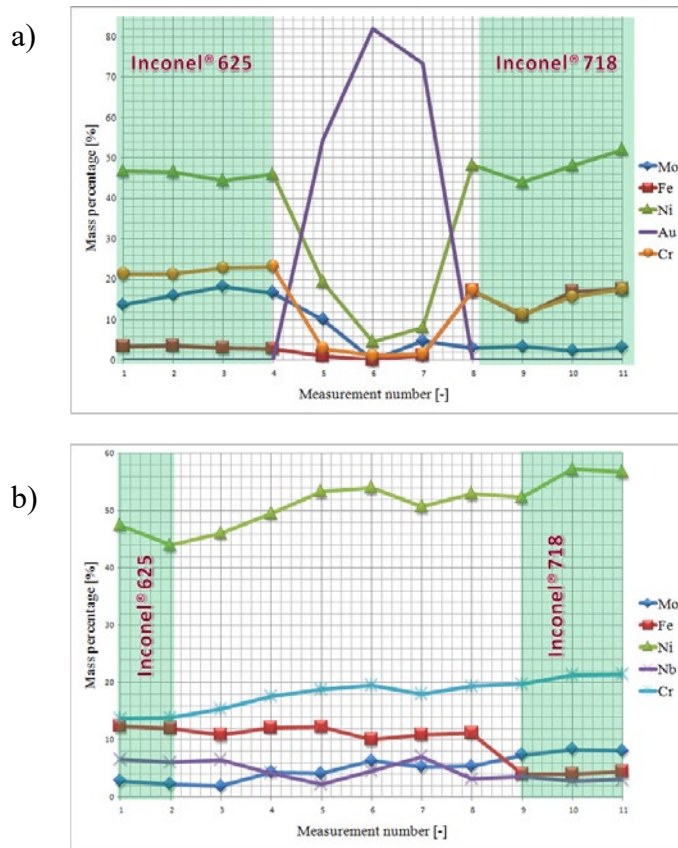 a)
Inconel® 625
Inconel® 718
Mass percentage [%]
80
70
60
50
40
30
20
10
0
1 2 3 4 5 6 7 8 9 10 11
Measurement number [-]
Mo
Fe
Ni
Au
Cr
b)
Inconel® 625
Inconel® 718
Mass percentage [%]
60
50
40
30
20
10
0
1 2 3 4 5 6 7 8 9 10 11
Measurement number [-]
Mo
Fe
Ni
Nb
Cr